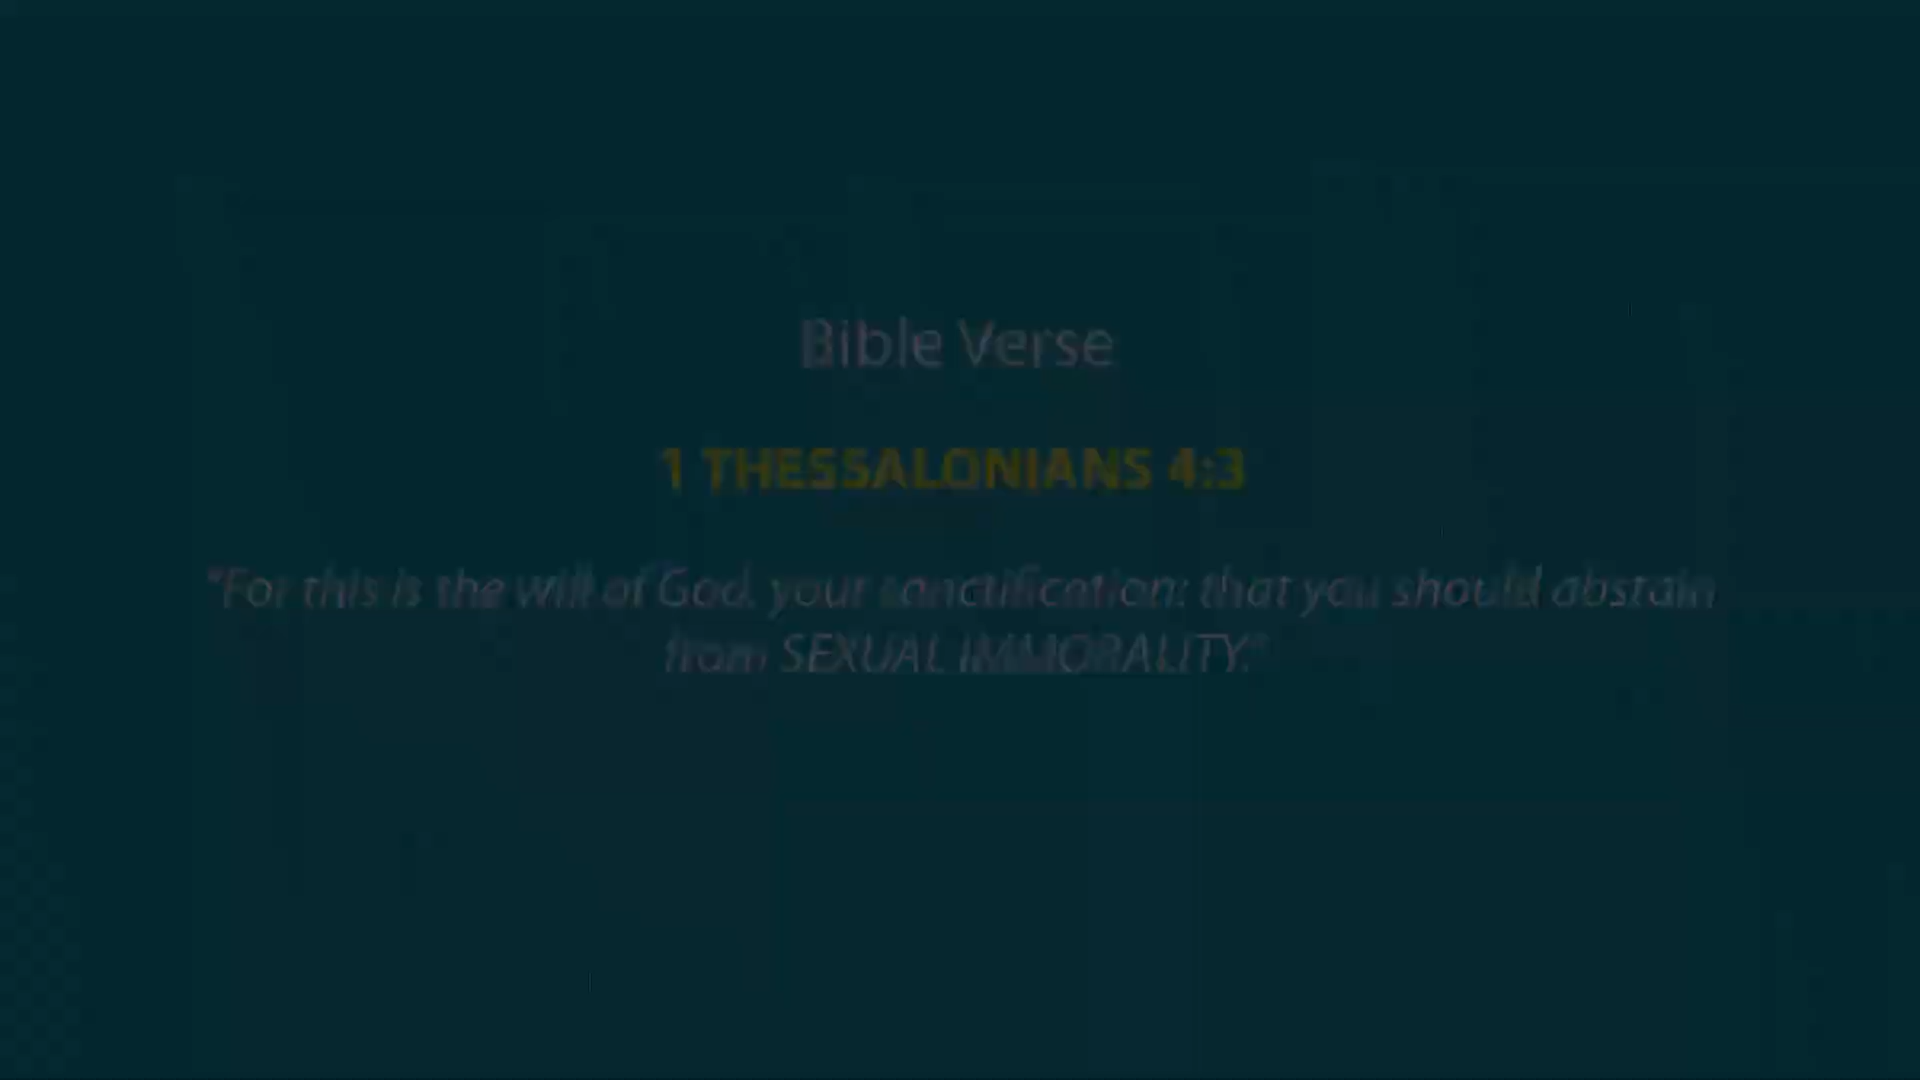 Bible Verse
1 THESSALONIANS 4:3
"For this is the will of God, your sanctification: that you should abstain
from SEXUAL IMMORALITY."